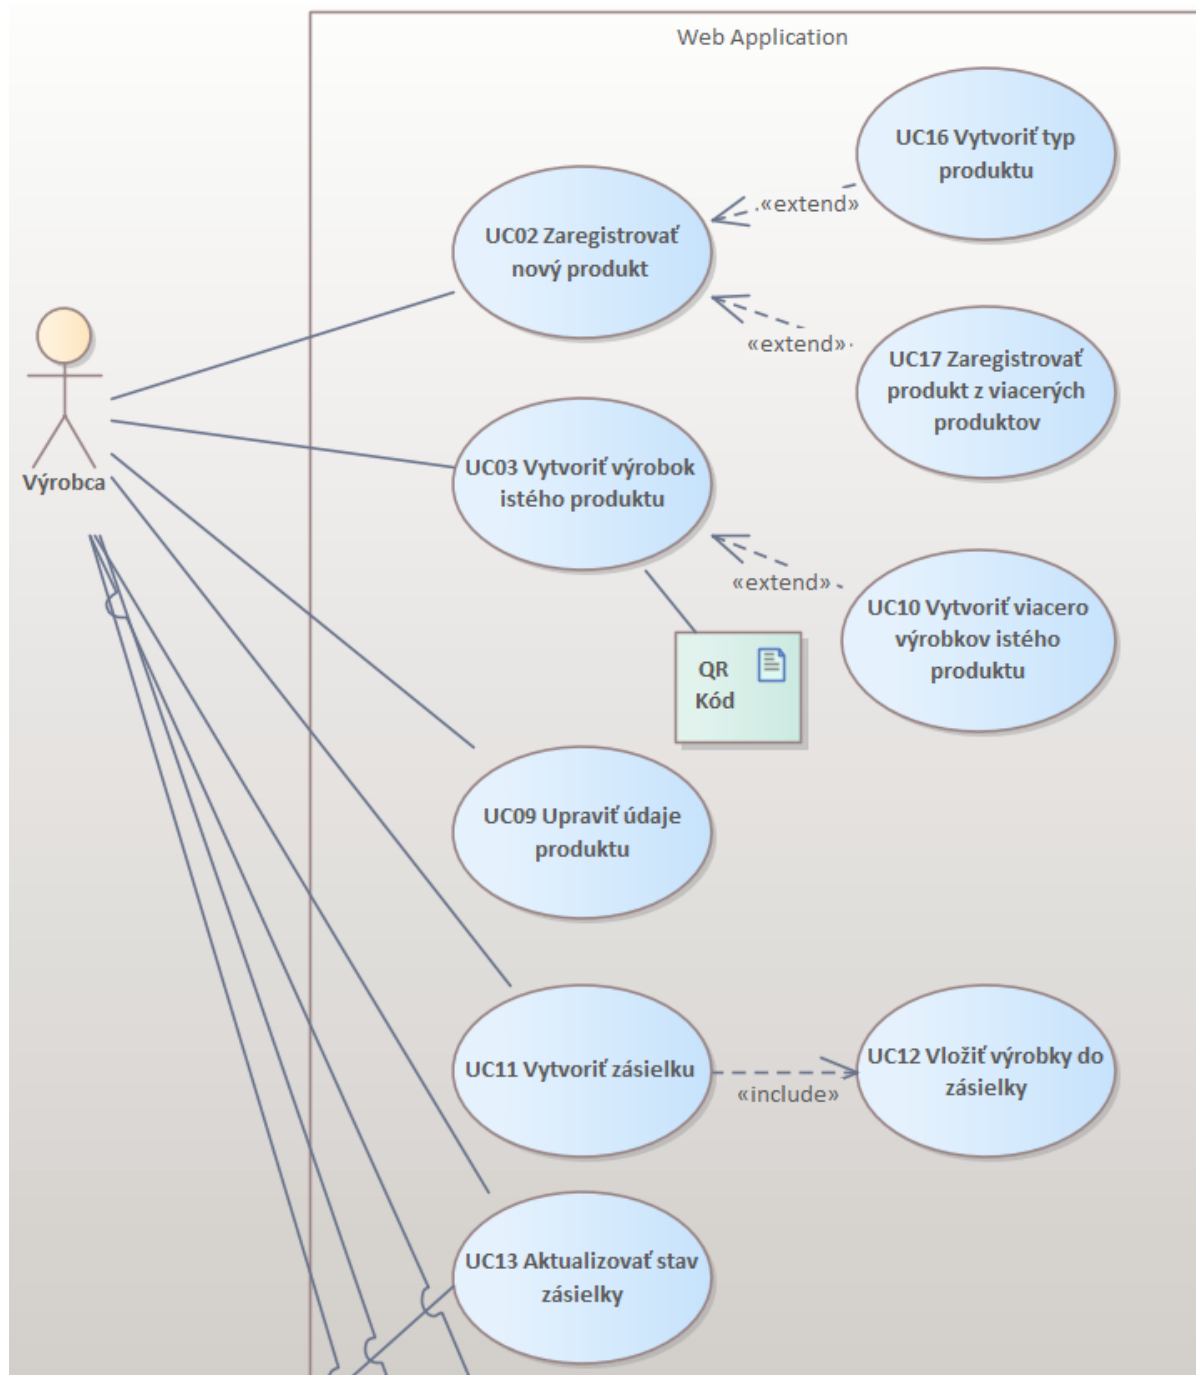 Web Application
UC16 Vytvoriť typ
produktu
«extend»
UC02 Zaregistrovať
nový produkt
«extend»
UC17 Zaregistrovať
produkt z viacerých
produktov
Výrobca
UC03 Vytvoriť výrobok
istého produktu
«extend»
UC10 Vytvoriť viacero
výrobkov istého
produktu
QR
Kód
UC09 Upraviť údaje
produktu
UC11 Vytvoriť zásielku
«include»
UC12 Vložiť výrobky do
zásielky
UC13 Aktualizovať stav
zásielky